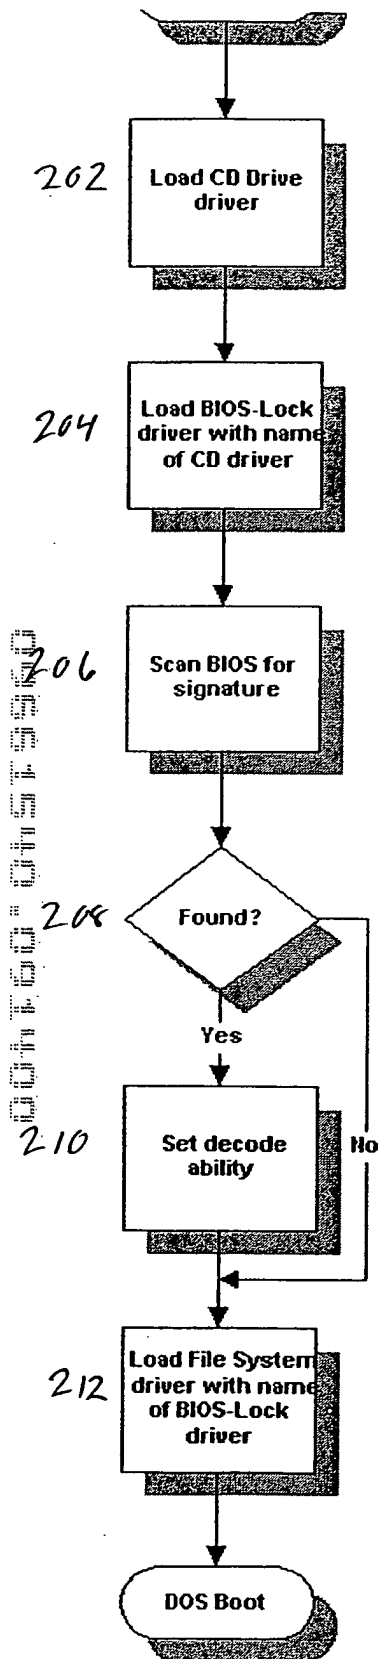 202
Load CD Drive
driver
204
Load BIOS-Lock
driver with name
of CD driver
206
Scan BIOS for
signature
208
Found?
Yes
No
210
Set decode
ability
212
Load File System
driver with name
of BIOS-Lock
driver
DOS Boot
09551540.091400